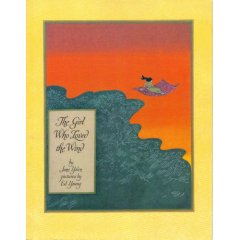 The Girl
Who Loved
the Wind
by
Jane Yolen
pictures by
Ed Young